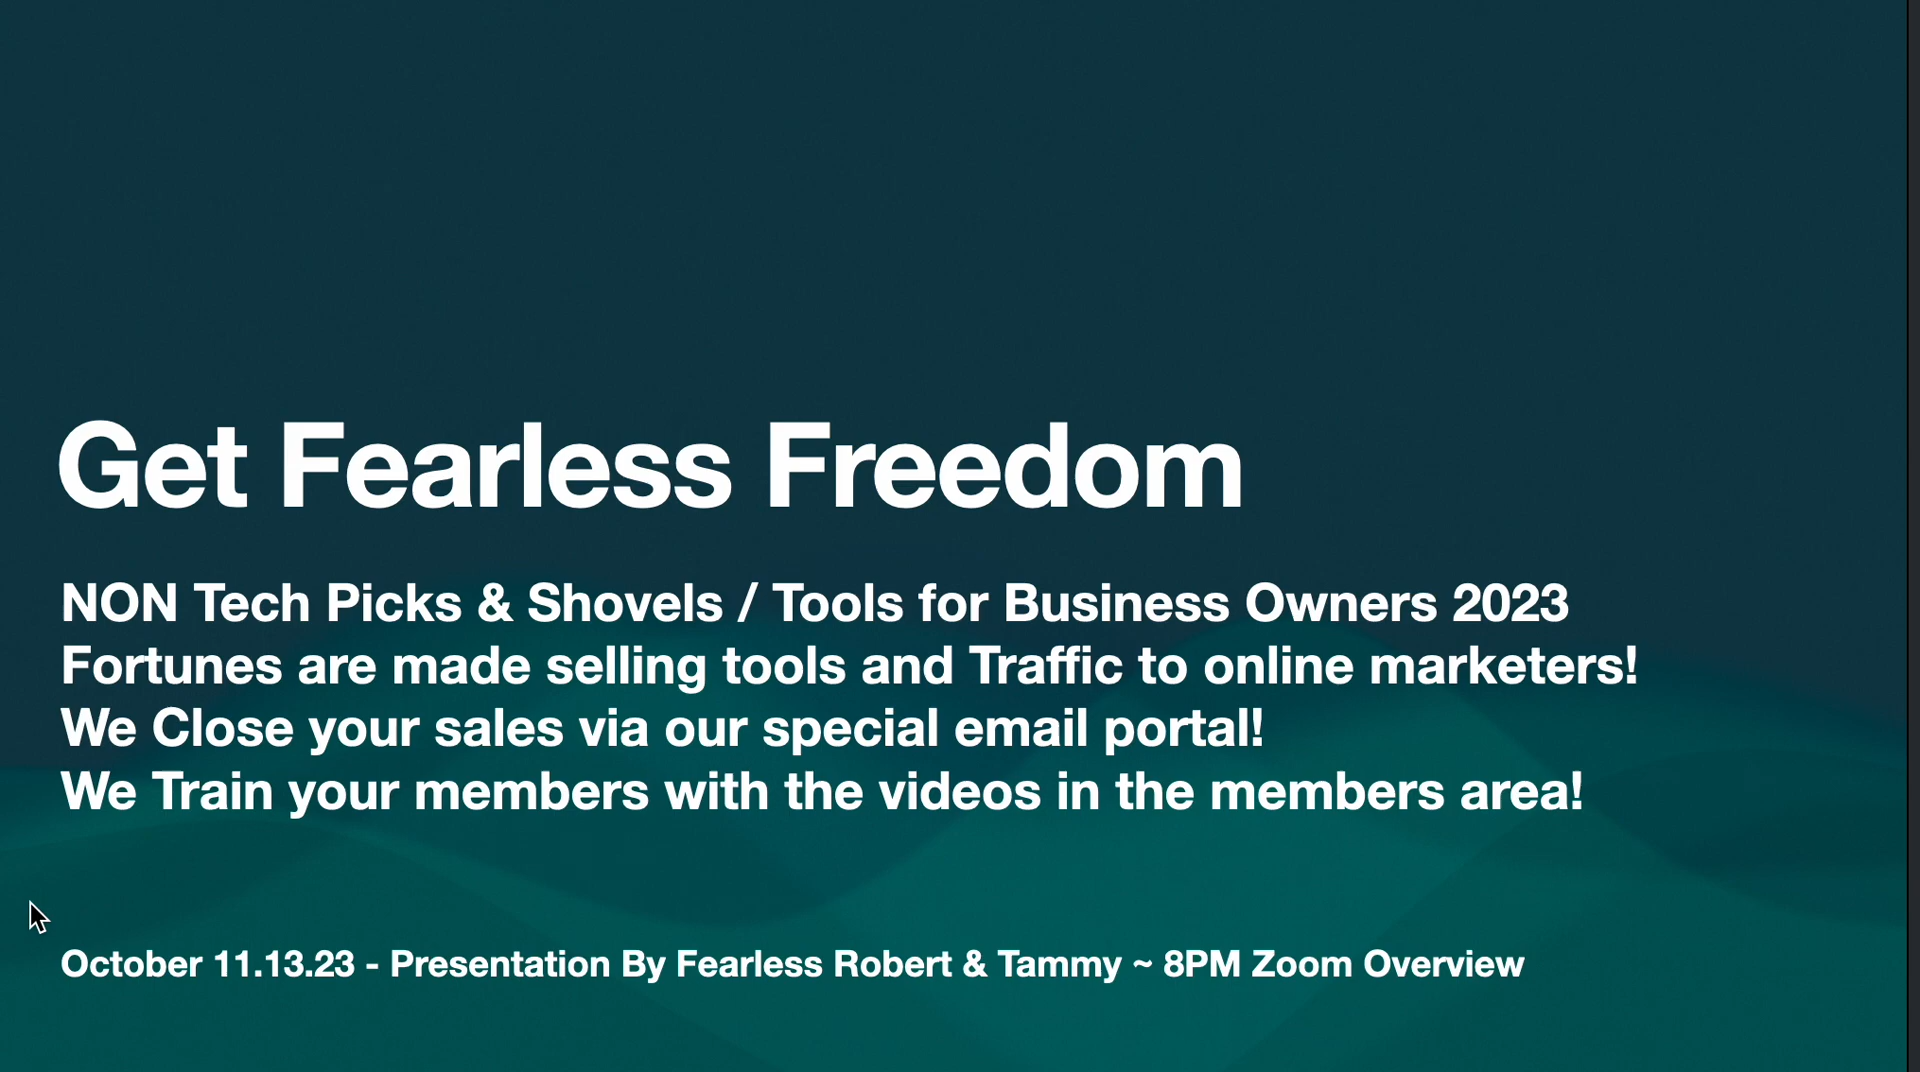 Get Fearless Freedom
NON Tech Picks & Shovels / Tools for Business Owners 2023
Fortunes are made selling tools and Traffic to online marketers!
We Close your sales via our special email portal!
We Train your members with the videos in the members area!
October 11.13.23 - Presentation By Fearless Robert & Tammy ~ 8PM Zoom Overview